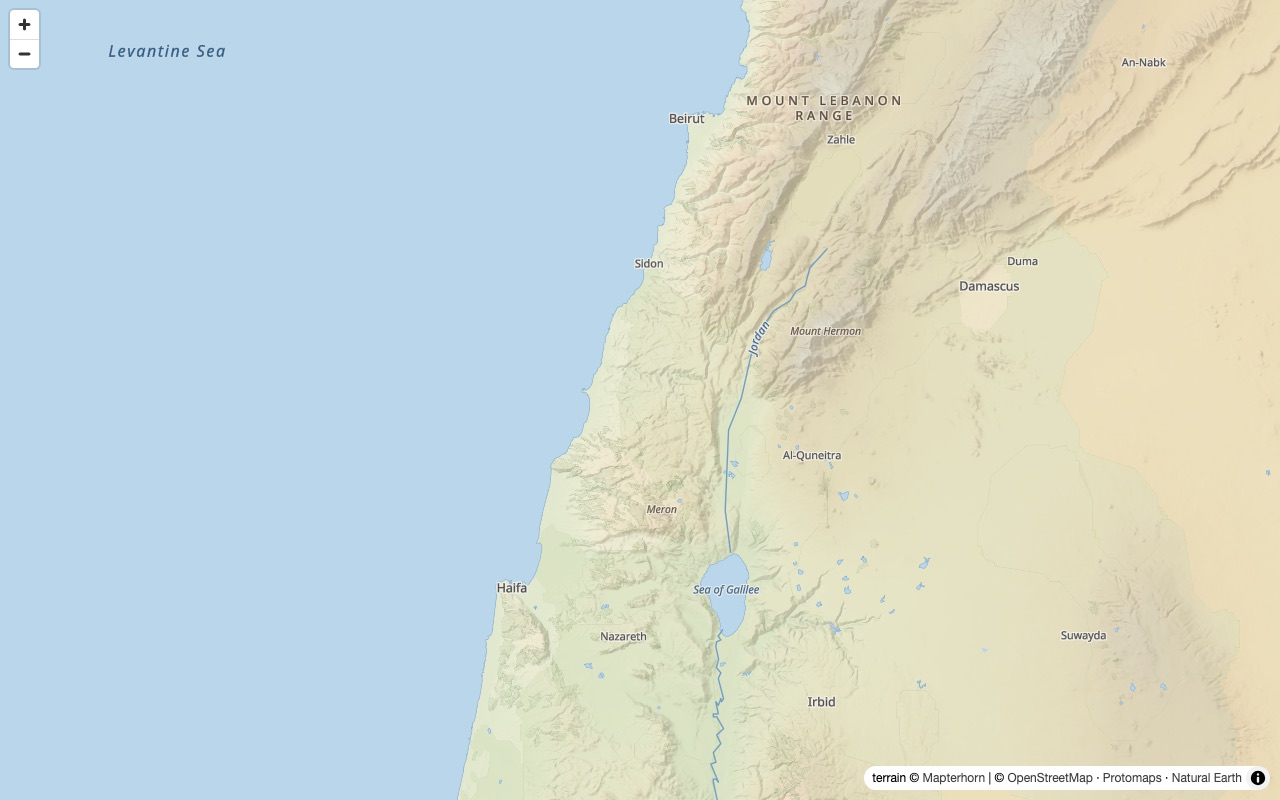 +
−
Levantine Sea
An-Nabk
MOUNT LEBANON
RANGE
Beirut
Zahle
Sidon
Duma
Damascus
Jordan
Mount Hermon
Al-Quneitra
Meron
Haifa
Sea of Galilee
Nazareth
Suwayda
Irbid
terrain © Mapterhorn | © OpenStreetMap · Protomaps · Natural Earth